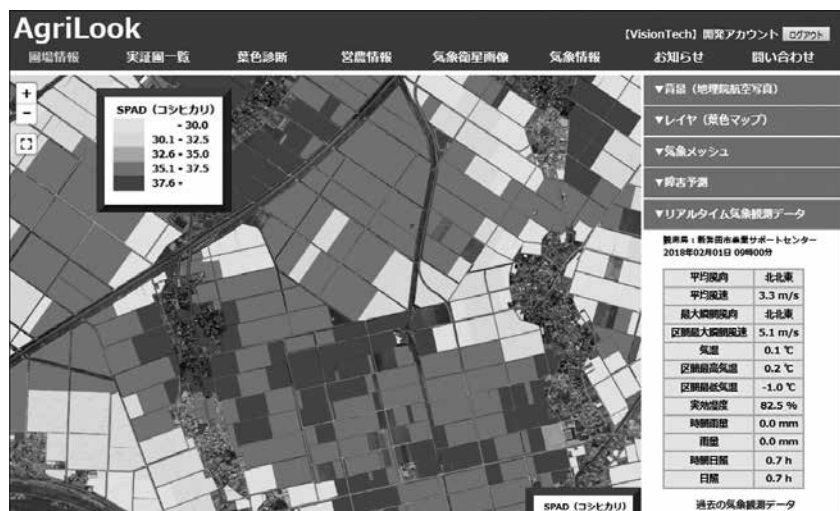 AgriLook
【VisionTech】開発アカウント ログアウト
圃場情報 実証圃一覧 葉色診断 営農情報 気象衛星画像 気象情報 お知らせ 問い合わせ
+
−
SPAD（コシヒカリ）
- 30.0
30.1 - 32.5
32.6 - 35.0
35.1 - 37.5
37.6 -
▼背景（地理院航空写真）
▼レイヤ（葉色マップ）
▼気象メッシュ
▼障害予測
▼リアルタイム気象観測データ
観測局：新発田市農業サポートセンター
2018年02月01日 09時00分
平均風向 北北東
平均風速 3.3 m/s
最大瞬間風向 北北東
区間最大瞬間風速 5.1 m/s
気温 0.1 ℃
区間最高気温 0.2 ℃
区間最低気温 -1.0 ℃
実効湿度 82.5 %
時間雨量 0.0 mm
雨量 0.0 mm
時間日照 0.7 h
日照 0.7 h
過去の気象観測データ
SPAD（コシヒカリ）